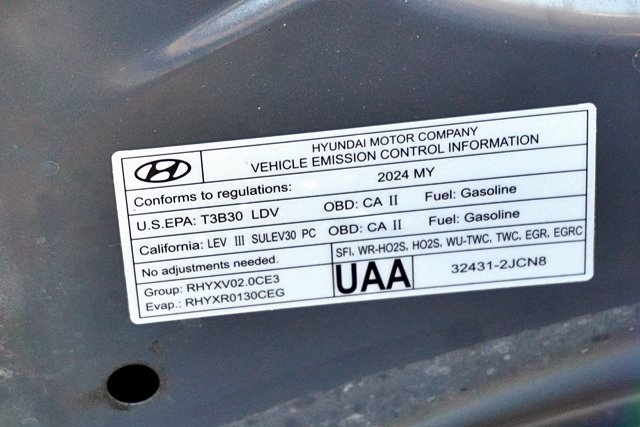 HYUNDAI MOTOR COMPANY
VEHICLE EMISSION CONTROL INFORMATION
Conforms to regulations: 2024 MY
U.S.EPA: T3B30 LDV OBD: CA II Fuel: Gasoline
California: LEV III SULEV30 PC OBD: CA II Fuel: Gasoline
No adjustments needed. SFI, WR-HO2S, HO2S, WU-TWC, TWC, EGR, EGRC
Group: RHYXV02.0CE3
Evap.: RHYXR0130CEG
UAA
32431-2JCN8